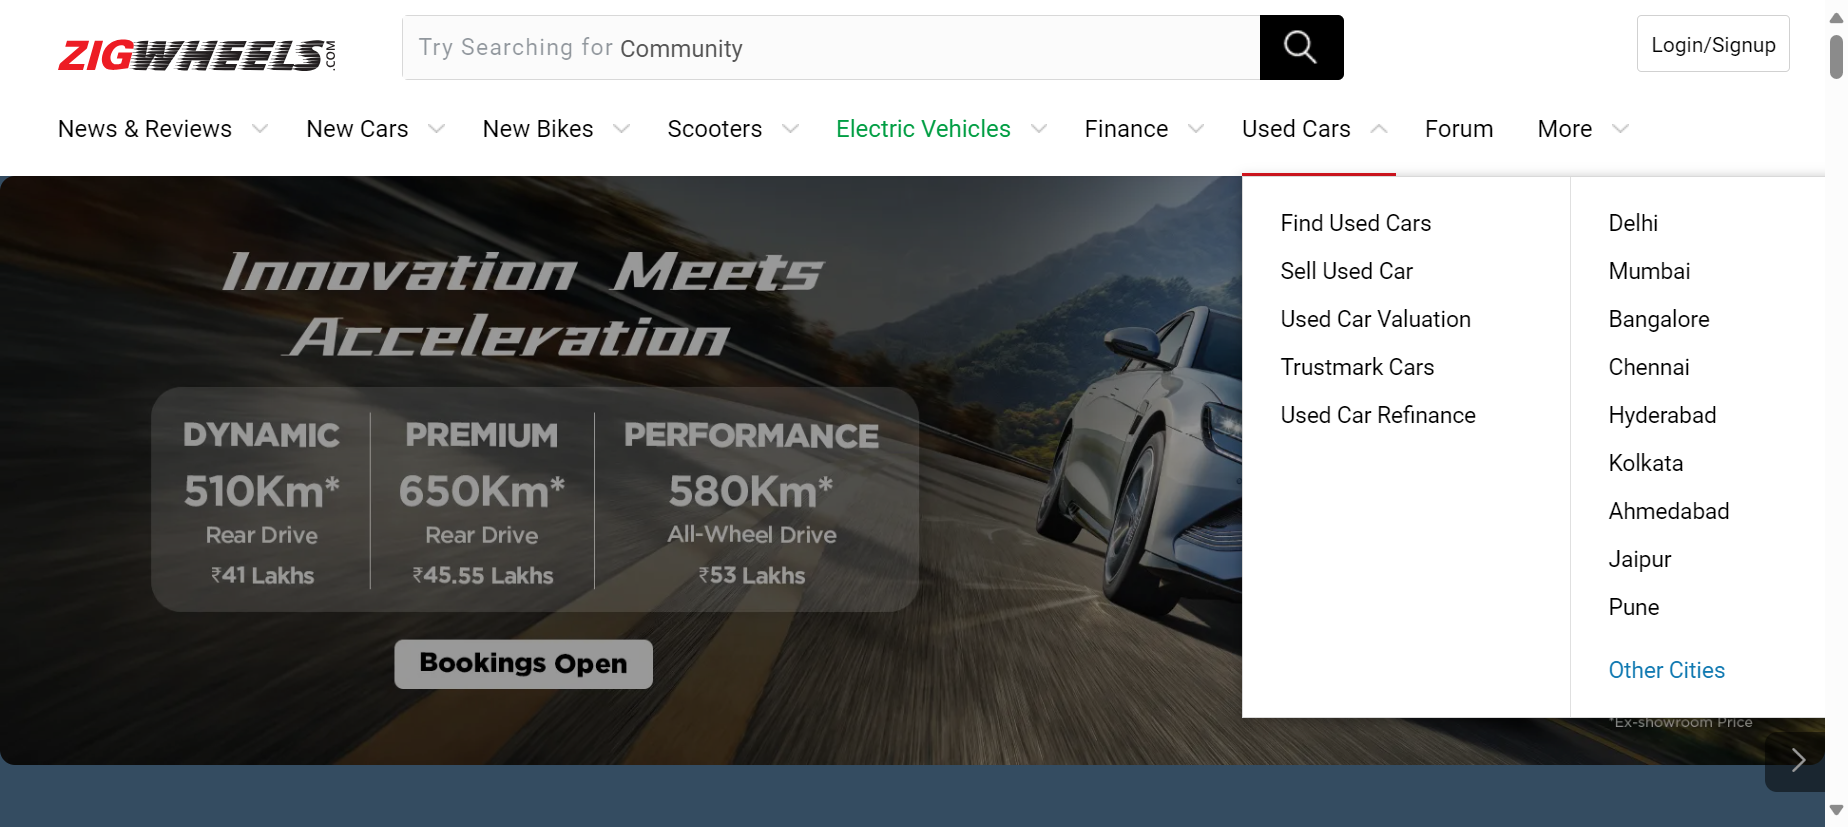 ZIGWHEELS.COM
Try Searching for Community
Login/Signup
News & Reviews
New Cars
New Bikes
Scooters
Electric Vehicles
Finance
Used Cars
Forum
More
Innovation Meets
Acceleration
DYNAMIC
510Km*
Rear Drive
₹41 Lakhs
PREMIUM
650Km*
Rear Drive
₹45.55 Lakhs
PERFORMANCE
580Km*
All-Wheel Drive
₹53 Lakhs
Bookings Open
Find Used Cars
Sell Used Car
Used Car Valuation
Trustmark Cars
Used Car Refinance
Delhi
Mumbai
Bangalore
Chennai
Hyderabad
Kolkata
Ahmedabad
Jaipur
Pune
Other Cities
*Ex-showroom Price